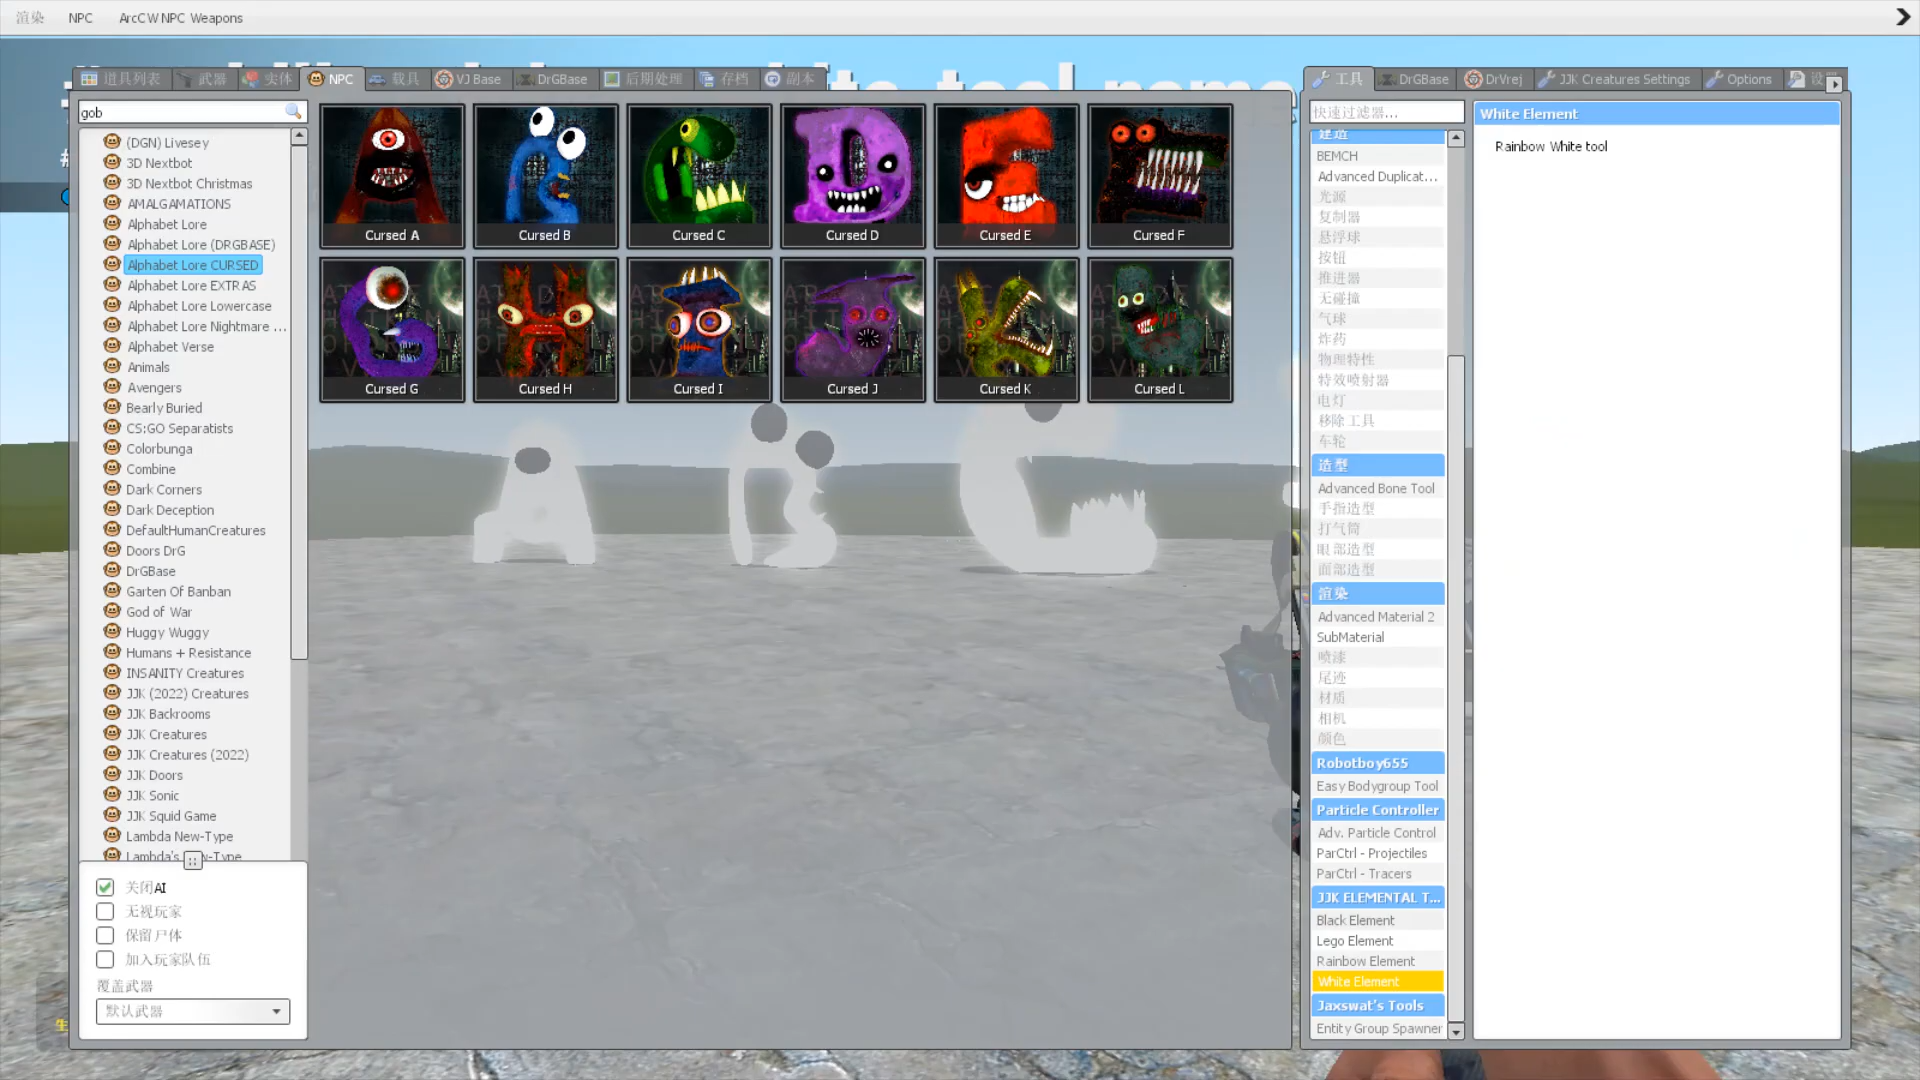 渲染 NPC ArcCW NPC Weapons
道具列表 武器 实体 NPC 载具 VJ Base DrGBase 后期处理 存档 副本
gob
(DGN) Livesey
3D Nextbot
3D Nextbot Christmas
AMALGAMATIONS
Alphabet Lore
Alphabet Lore (DRGBASE)
Alphabet Lore CURSED
Alphabet Lore EXTRAS
Alphabet Lore Lowercase
Alphabet Lore Nightmare ...
Alphabet Verse
Animals
Avengers
Bearly Buried
CS:GO Separatists
Colorbunga
Combine
Dark Corners
Dark Deception
DefaultHumanCreatures
Doors DrG
DrGBase
Garten Of Banban
God of War
Huggy Wuggy
Humans + Resistance
INSANITY Creatures
JJK (2022) Creatures
JJK Backrooms
JJK Creatures
JJK Creatures (2022)
JJK Doors
JJK Sonic
JJK Squid Game
Lambda New-Type
关闭AI
无视玩家
保留尸体
加入玩家队伍
覆盖武器
默认武器
Cursed A Cursed B Cursed C Cursed D Cursed E Cursed F
Cursed G Cursed H Cursed I Cursed J Cursed K Cursed L
工具 DrGBase DrVrej JJK Creatures Settings Options 设
快速过滤器...
建造
BEMCH
Advanced Duplicat...
光源
复制器
悬浮球
按钮
推进器
无碰撞
气球
炸药
物理特性
特效喷射器
电灯
移除工具
车轮
造型
Advanced Bone Tool
手指造型
打气筒
眼部造型
面部造型
渲染
Advanced Material 2
SubMaterial
喷漆
尾迹
材质
相机
颜色
Robotboy655
Easy Bodygroup Tool
Particle Controller
Adv. Particle Control
ParCtrl - Projectiles
ParCtrl - Tracers
JJK ELEMENTAL T...
Black Element
Lego Element
Rainbow Element
White Element
Jaxswat's Tools
Entity Group Spawner
White Element
Rainbow White tool